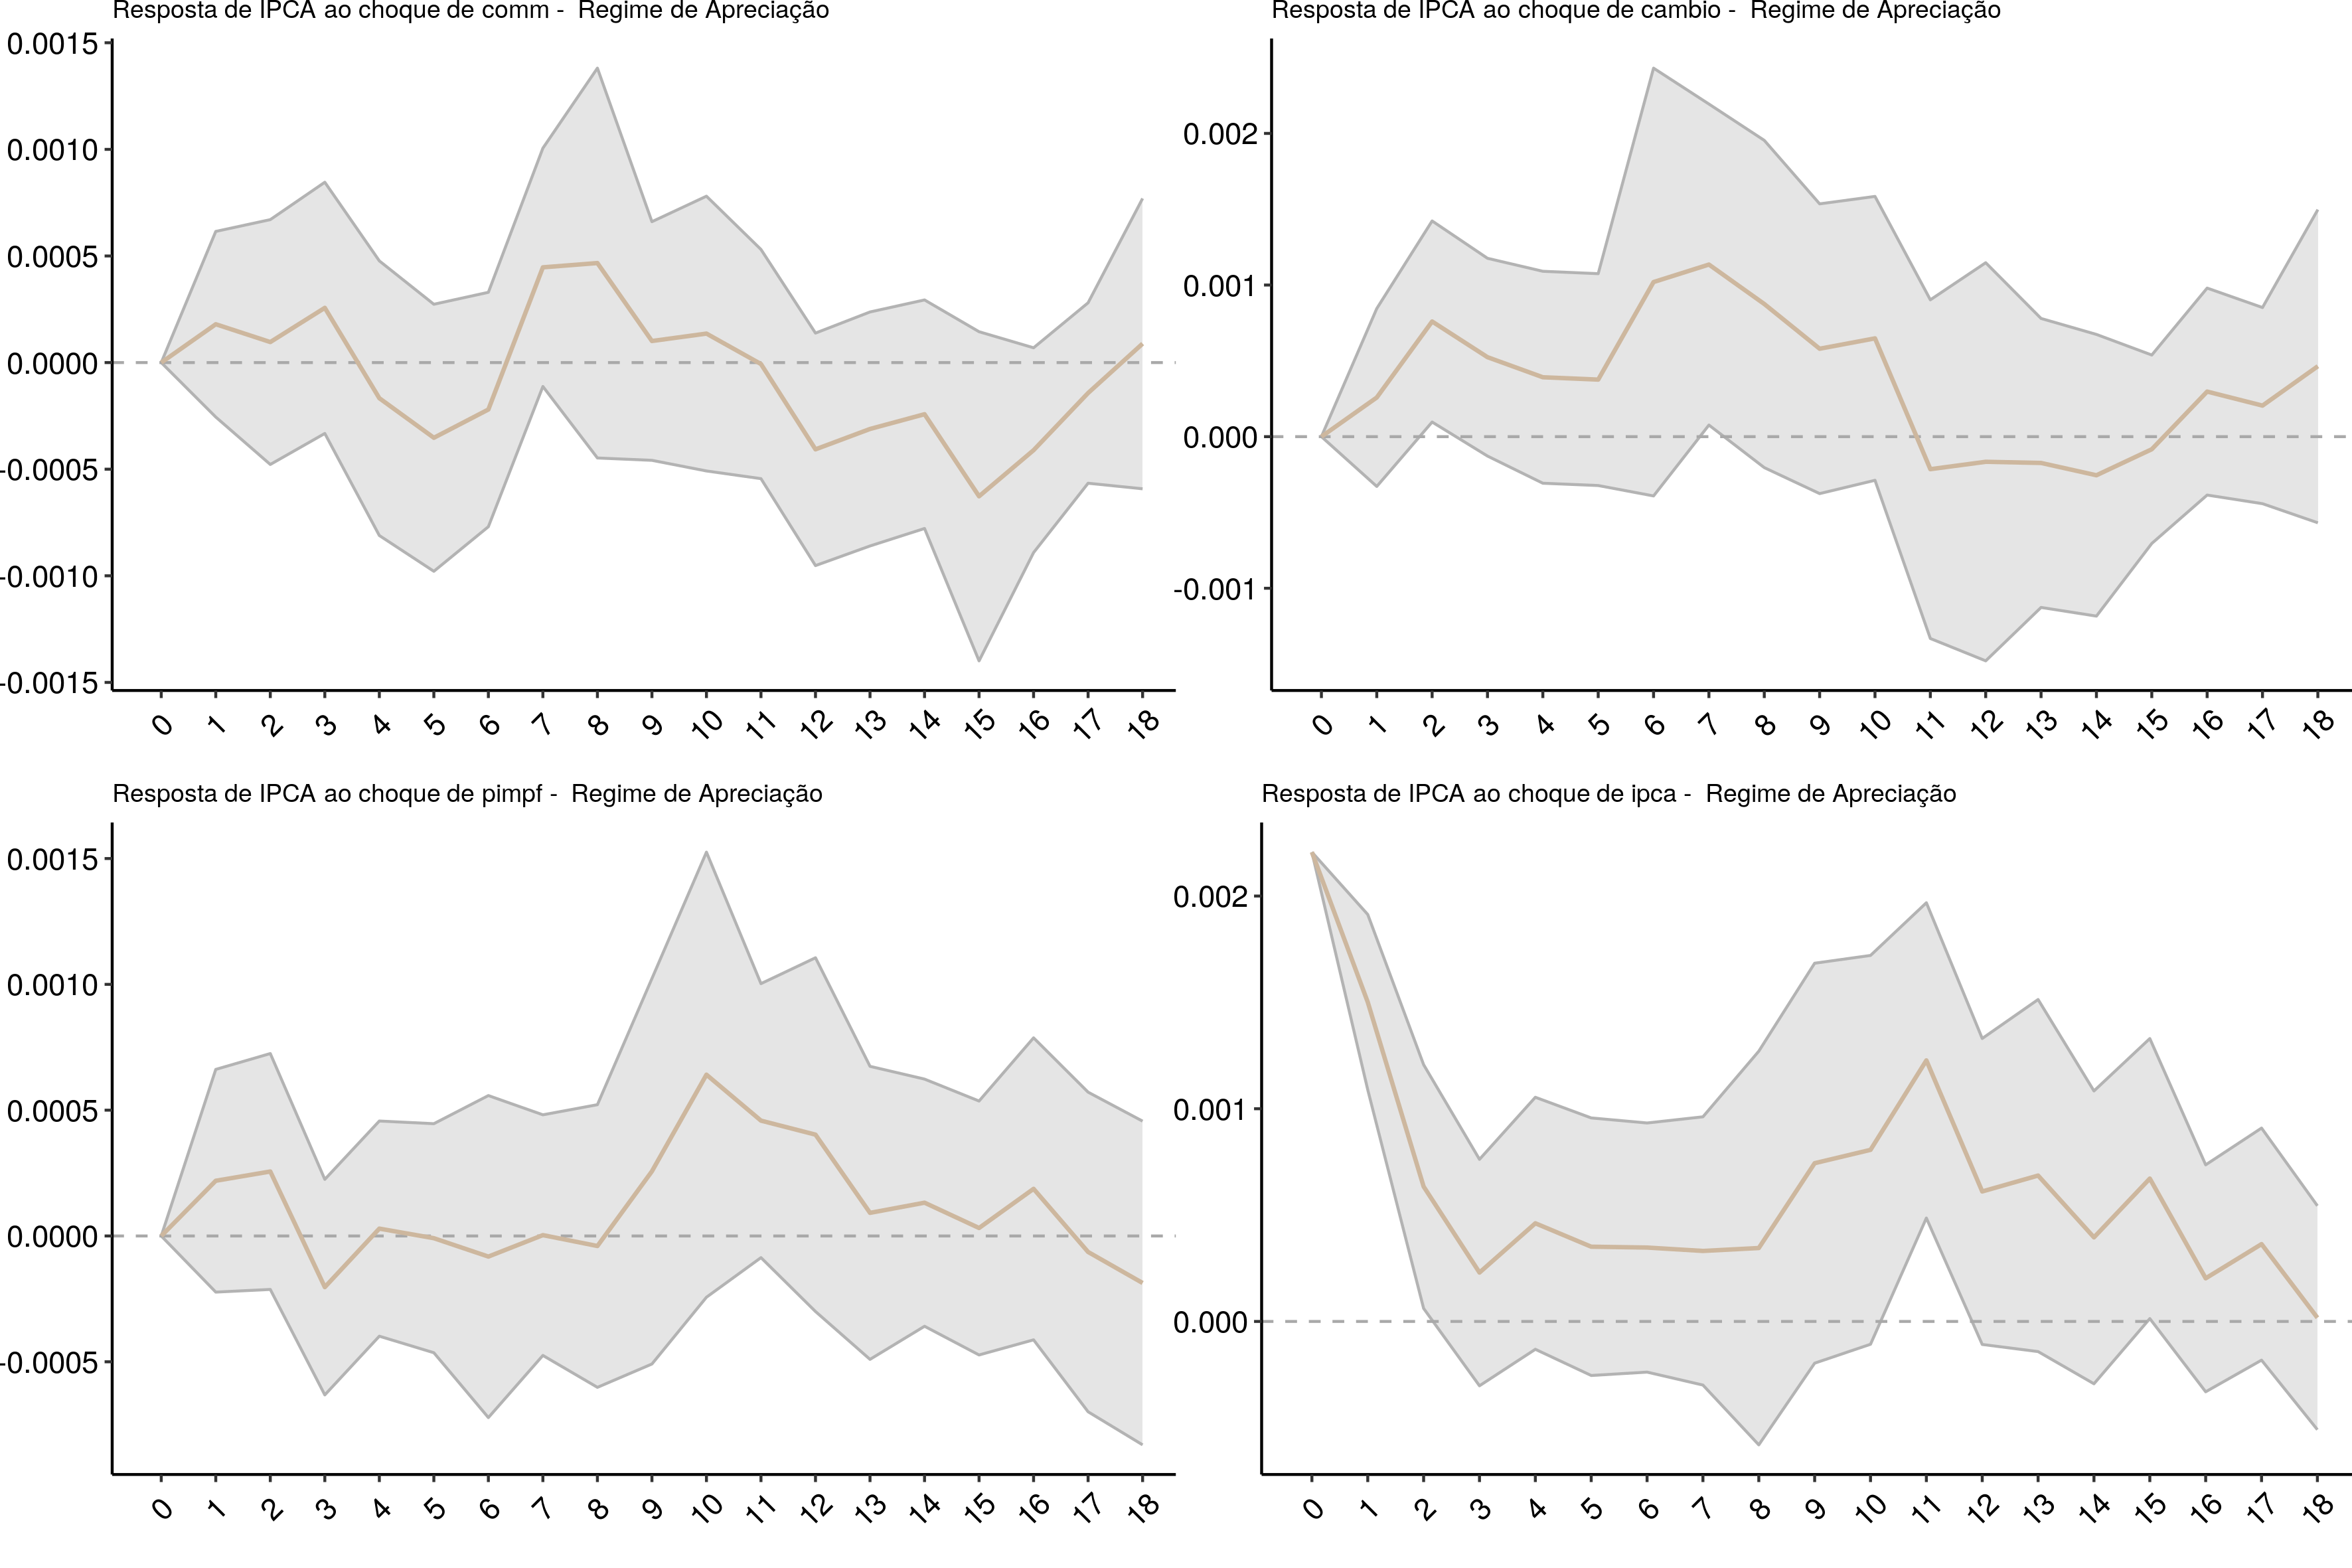 Resposta de IPCA ao choque de comm -  Regime de Apreciação
0.0015
0.0010
0.0005
0.0000
-0.0005
-0.0010
-0.0015
0 1 2 3 4 5 6 7 8 9 10 11 12 13 14 15 16 17 18
Resposta de IPCA ao choque de cambio -  Regime de Apreciação
0.002
0.001
0.000
-0.001
0 1 2 3 4 5 6 7 8 9 10 11 12 13 14 15 16 17 18
Resposta de IPCA ao choque de pimpf -  Regime de Apreciação
0.0015
0.0010
0.0005
0.0000
-0.0005
0 1 2 3 4 5 6 7 8 9 10 11 12 13 14 15 16 17 18
Resposta de IPCA ao choque de ipca -  Regime de Apreciação
0.002
0.001
0.000
0 1 2 3 4 5 6 7 8 9 10 11 12 13 14 15 16 17 18